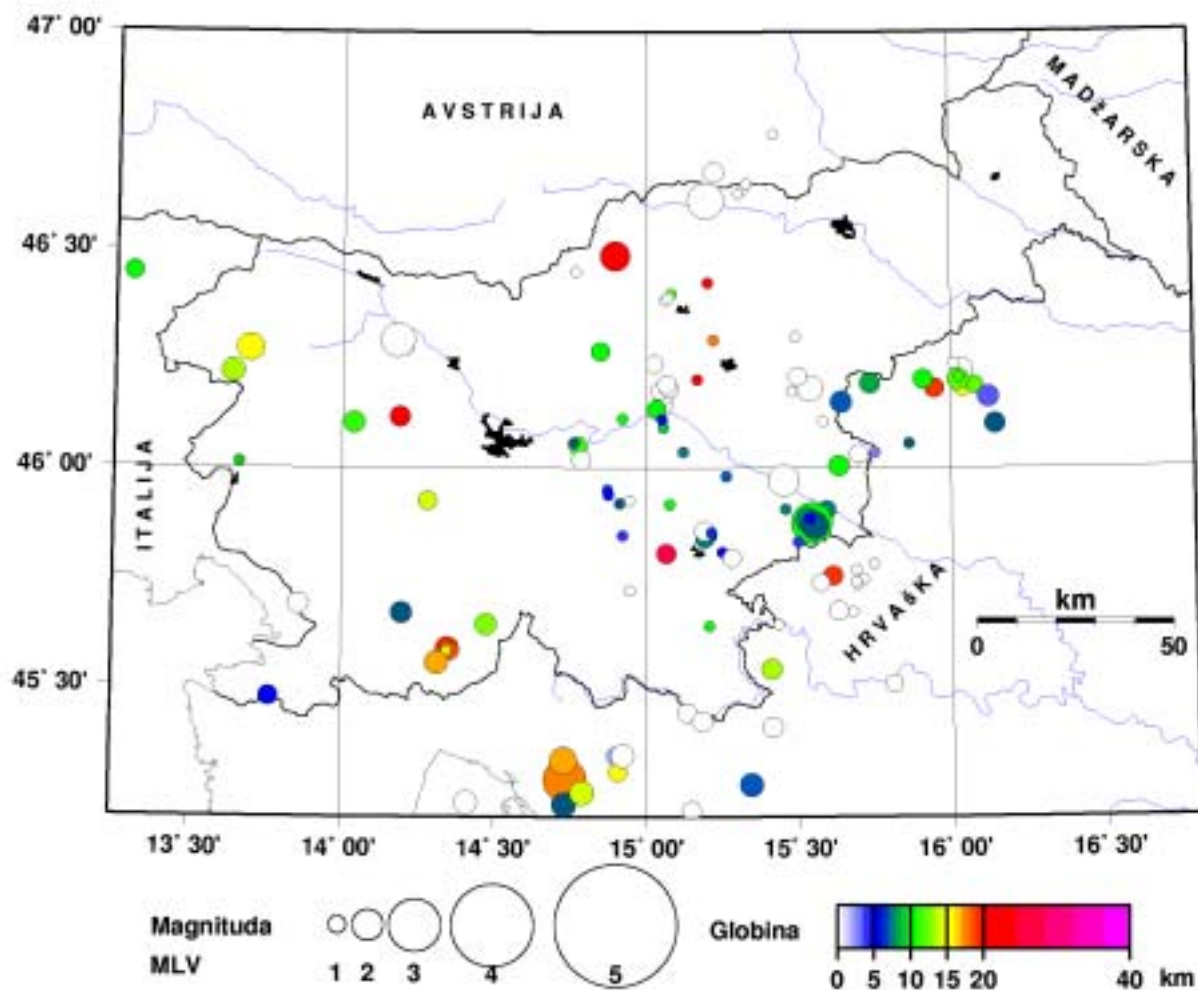 47° 00'
AVSTRIJA
MADžARSKA
46° 30'
46° 00'
ITALIJA
HRVAšKA
km
0 50
45° 30'
13° 30' 14° 00' 14° 30' 15° 00' 15° 30' 16° 00' 16° 30'
Magnituda
MLV
1 2 3 4 5
Globina
0 5 10 15 20 40 km